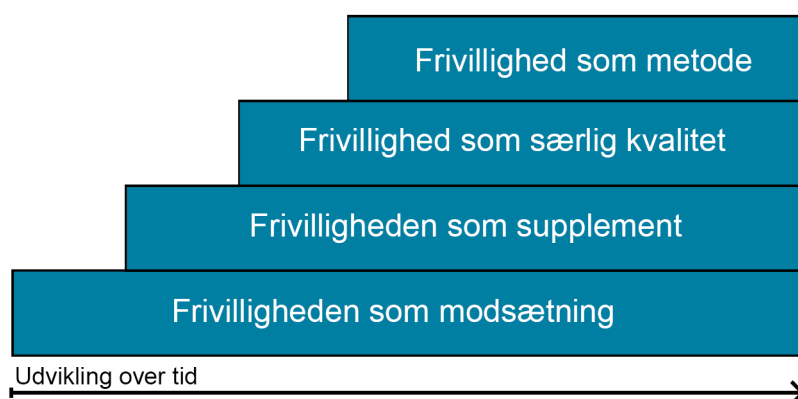 Frivillighed som metode
Frivillighed som særlig kvalitet
Frivilligheden som supplement
Frivilligheden som modsætning
Udvikling over tid